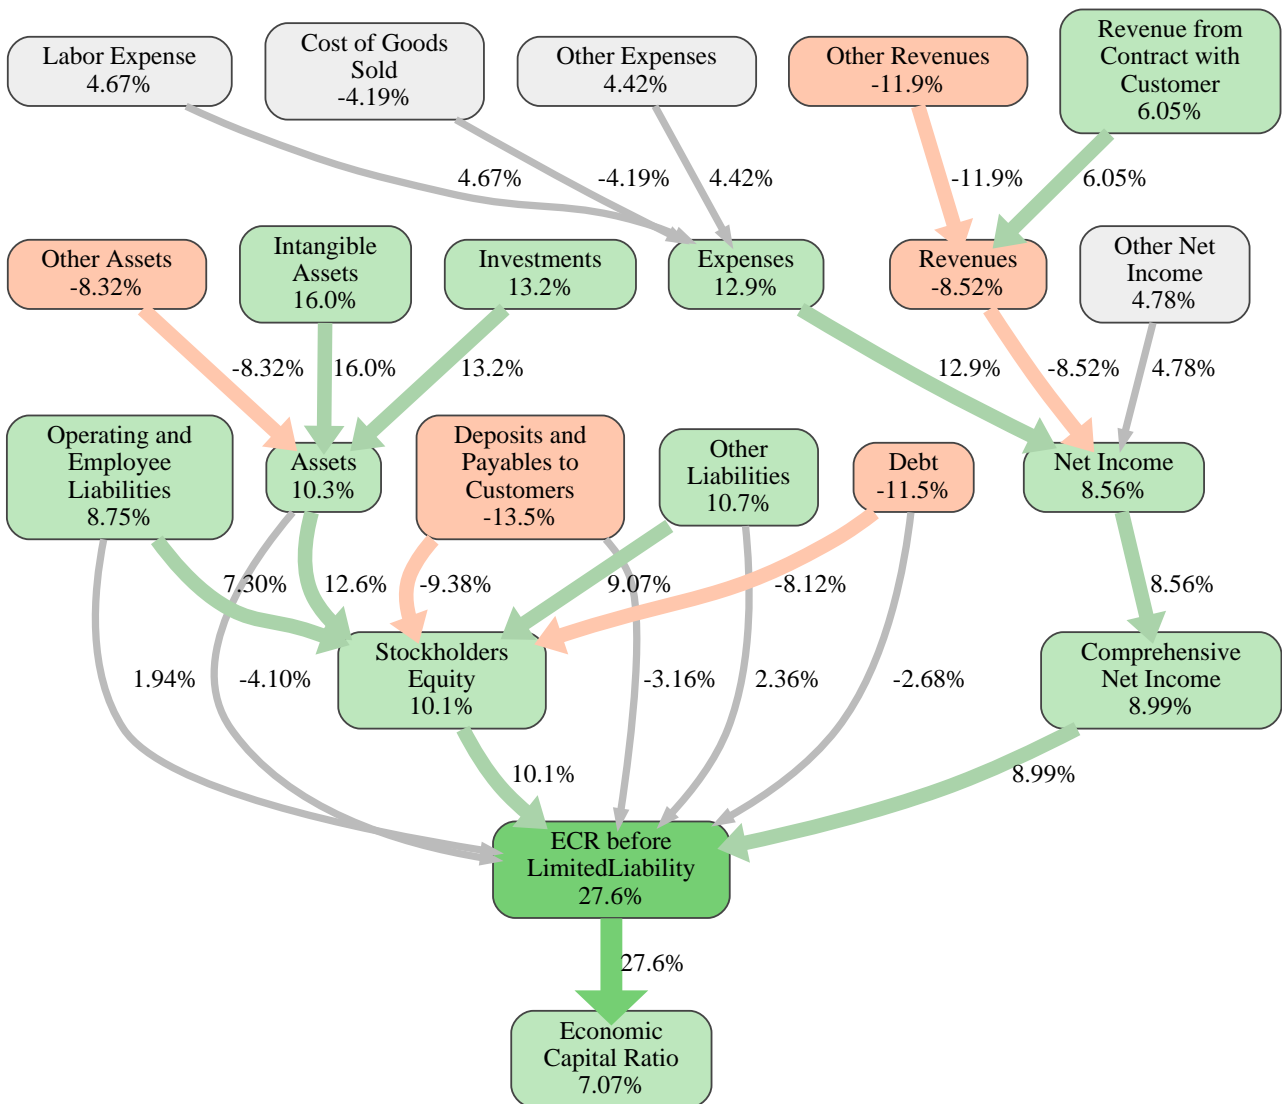 Labor Expense
4.67%
Cost of Goods
Sold
-4.19%
Other Expenses
4.42%
Other Revenues
-11.9%
Revenue from
Contract with
Customer
6.05%
4.67%
-4.19%
4.42%
-11.9%
6.05%
Other Assets
-8.32%
Intangible
Assets
16.0%
Investments
13.2%
Expenses
12.9%
Revenues
-8.52%
Other Net
Income
4.78%
-8.32%
16.0%
13.2%
12.9%
-8.52%
4.78%
Operating and
Employee
Liabilities
8.75%
Assets
10.3%
Deposits and
Payables to
Customers
-13.5%
Other
Liabilities
10.7%
Debt
-11.5%
Net Income
8.56%
7.30%
12.6%
-9.38%
9.07%
-8.12%
8.56%
Stockholders
Equity
10.1%
Comprehensive
Net Income
8.99%
1.94%
-4.10%
-3.16%
2.36%
-2.68%
10.1%
8.99%
ECR before
LimitedLiability
27.6%
27.6%
Economic
Capital Ratio
7.07%